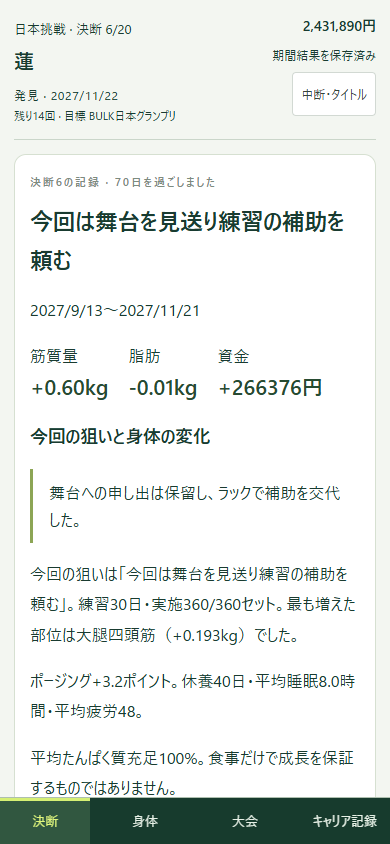 日本挑戦 · 決断 6/20
2,431,890円
蓮
期間結果を保存済み
発見 · 2027/11/22
残り14回 · 目標 BULK日本グランプリ
中断・タイトル
決断6の記録 · 70日を過ごしました
今回は舞台を見送り練習の補助を
頼む
2027/9/13〜2027/11/21
筋質量
脂肪
資金
+0.60kg
-0.01kg
+266376円
今回の狙いと身体の変化
舞台への申し出は保留し、ラックで補助を交代
した。
今回の狙いは「今回は舞台を見送り練習の補助を
頼む」。練習30日・実施360/360セット。最も増えた
部位は大腿四頭筋（+0.193kg）でした。
ポージング+3.2ポイント。休養40日・平均睡眠8.0時
間・平均疲労48。
平均たんぱく質充足100%。食事だけで成長を保証
するものではありません。
決断
身体
大会
キャリア記録